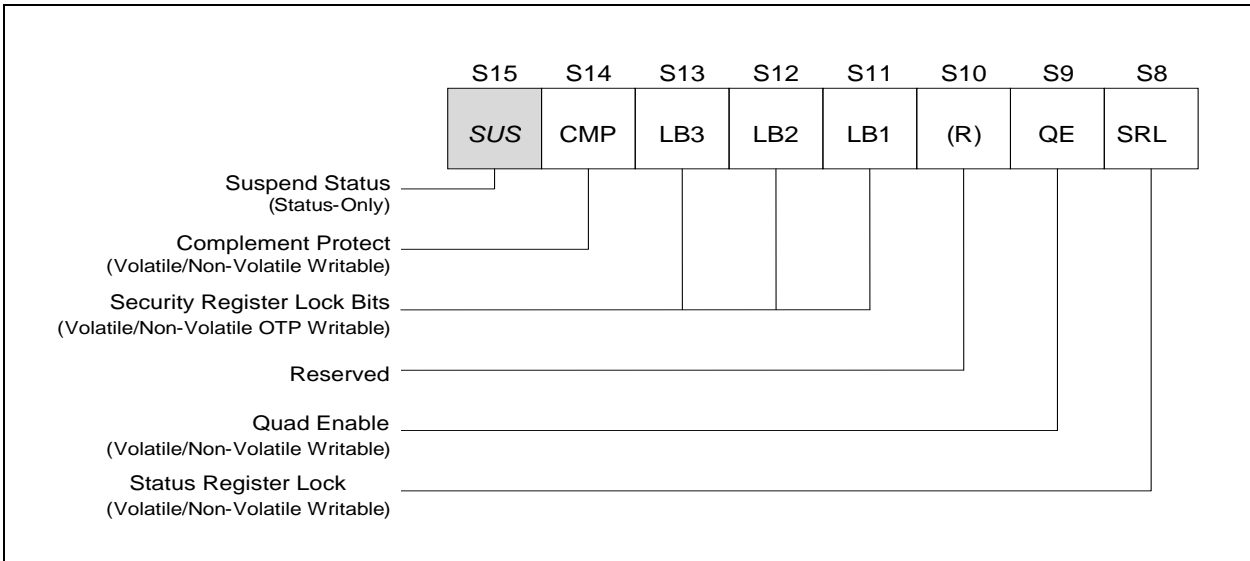 S15 S14 S13 S12 S11 S10 S9 S8
SUS CMP LB3 LB2 LB1 (R) QE SRL
Suspend Status
(Status-Only)
Complement Protect
(Volatile/Non-Volatile Writable)
Security Register Lock Bits
(Volatile/Non-Volatile OTP Writable)
Reserved
Quad Enable
(Volatile/Non-Volatile Writable)
Status Register Lock
(Volatile/Non-Volatile Writable)